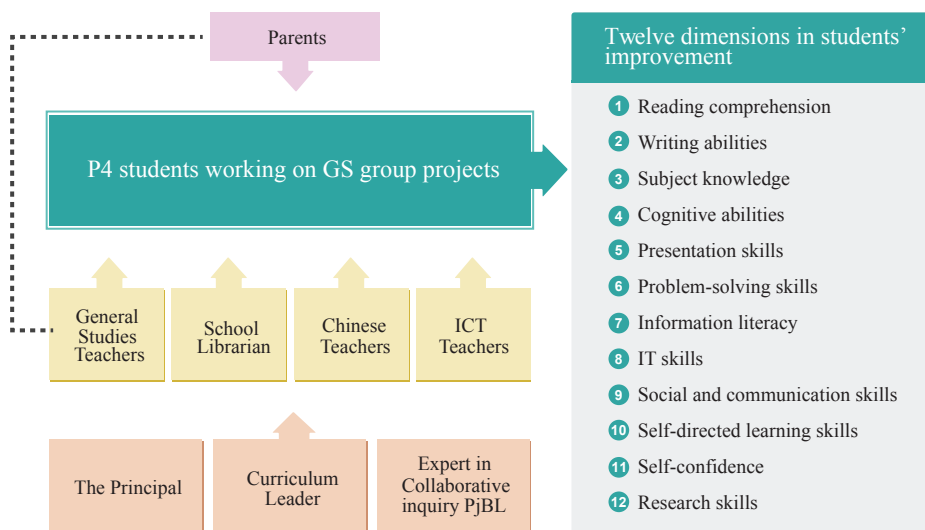 Parents
P4 students working on GS group projects
General
Studies
Teachers
School
Librarian
Chinese
Teachers
ICT
Teachers
The Principal
Curriculum
Leader
Expert in
Collaborative
inquiry PjBL
Twelve dimensions in students’
improvement
1 Reading comprehension
2 Writing abilities
3 Subject knowledge
4 Cognitive abilities
5 Presentation skills
6 Problem-solving skills
7 Information literacy
8 IT skills
9 Social and communication skills
10 Self-directed learning skills
11 Self-confidence
12 Research skills